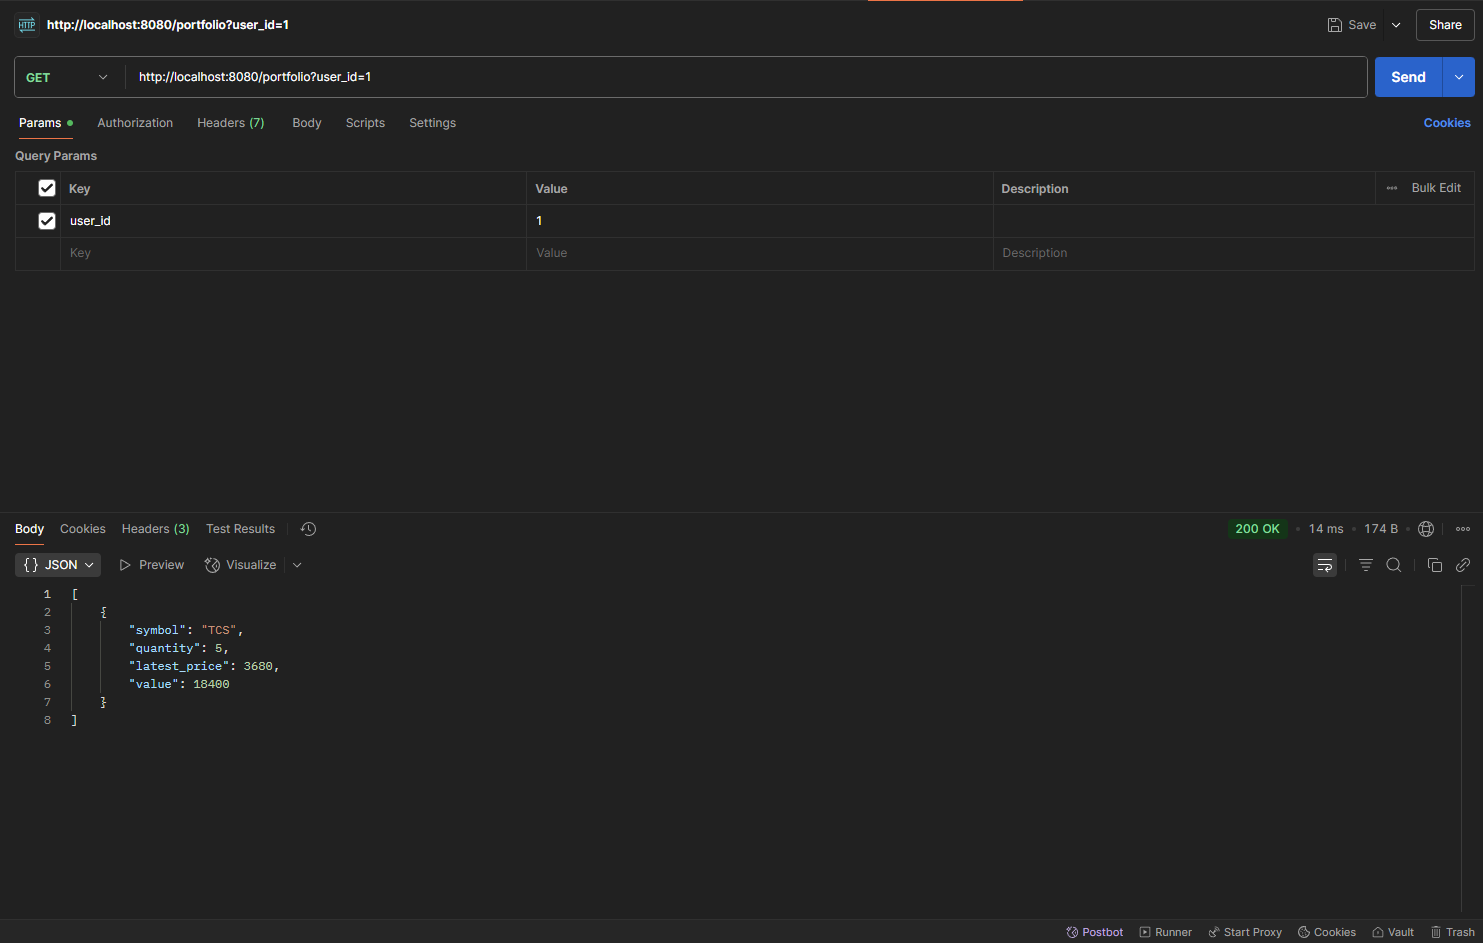 HTTP http://localhost:8080/portfolio?user_id=1 Save Share
GET http://localhost:8080/portfolio?user_id=1 Send
Params Authorization Headers (7) Body Scripts Settings Cookies
Query Params
Key Value Description Bulk Edit
user_id 1
Key Value Description
Body Cookies Headers (3) Test Results 200 OK 14 ms 174 B
{} JSON Preview Visualize
1 [
2 {
3 "symbol": "TCS",
4 "quantity": 5,
5 "latest_price": 3680,
6 "value": 18400
7 }
8 ]
Postbot Runner Start Proxy Cookies Vault Trash